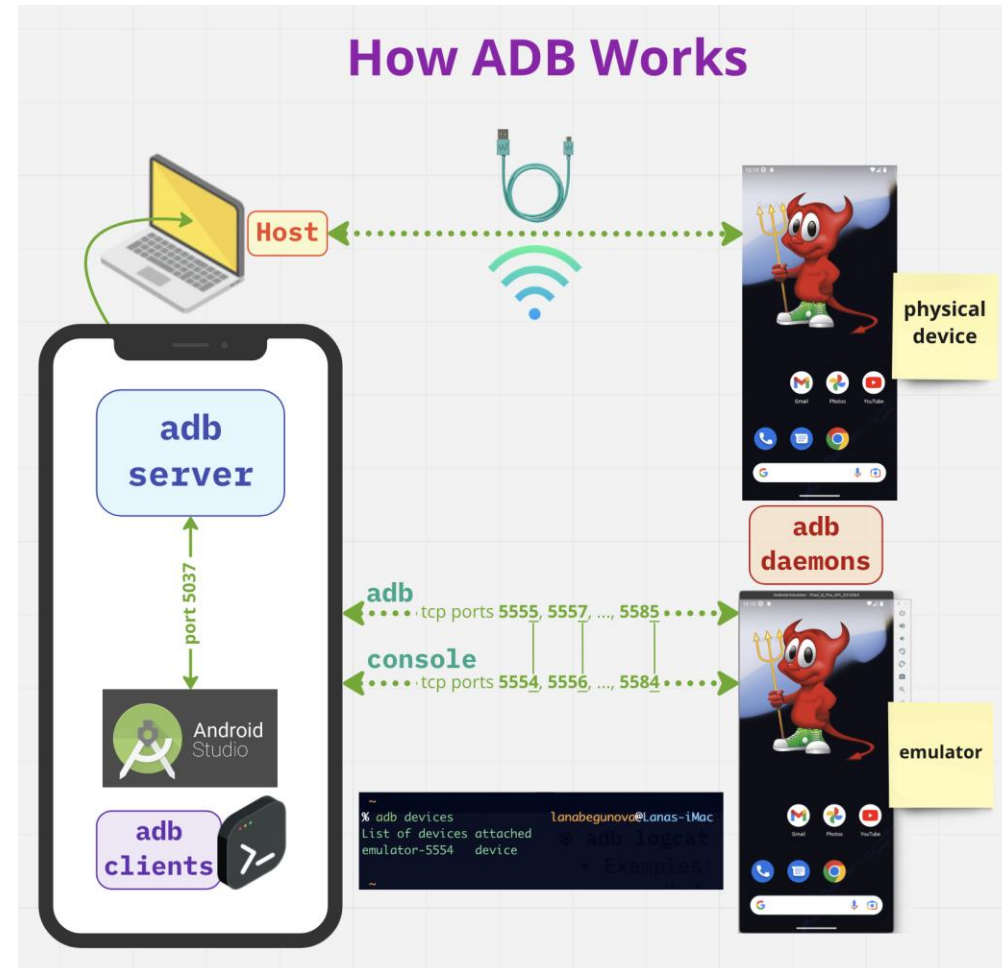 How ADB Works
Host
physical
device
adb
server
port 5037
Android
Studio
adb
clients
adb
tcp ports 5555, 5557, ..., 5585
console
tcp ports 5554, 5556, ..., 5584
~
% adb devices lanabegunova@Lanas-iMac
List of devices attached
emulator-5554 device
~
adb logcat
• Examples:
Gmail Photos YouTube
G
adb
daemons
emulator
Gmail Photos YouTube
G